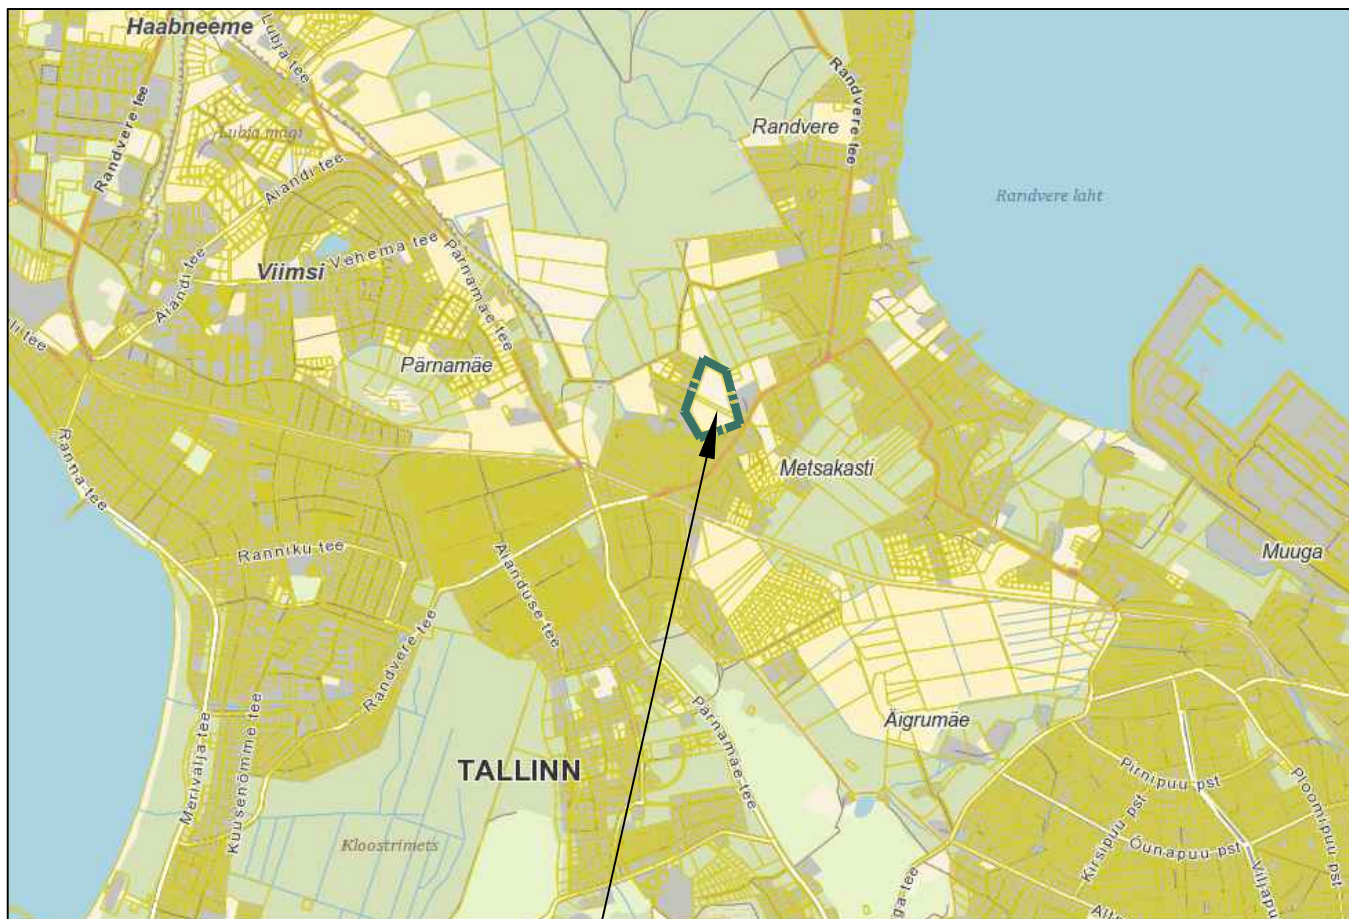 Haabneeme
Lubja tee
Randvere tee
Randvere tee
Randvere
Lubja mägi
Aiandi tee
Randvere laht
Viimsi
Vehema tee
Pärnamäe tee
Aiandi tee
Pärnamäe
Metsakasti
Ranna tee
Ranniku tee
Muuga
Aianduse tee
Randvere tee
Merivälja tee
Kuusenõmme tee
Pärnamäe tee
Äigrumäe
TALLINN
Pirnipuu pst
Ploomipuu pst
Kirsipuu pst
Õunapuu pst
Kloostrimets